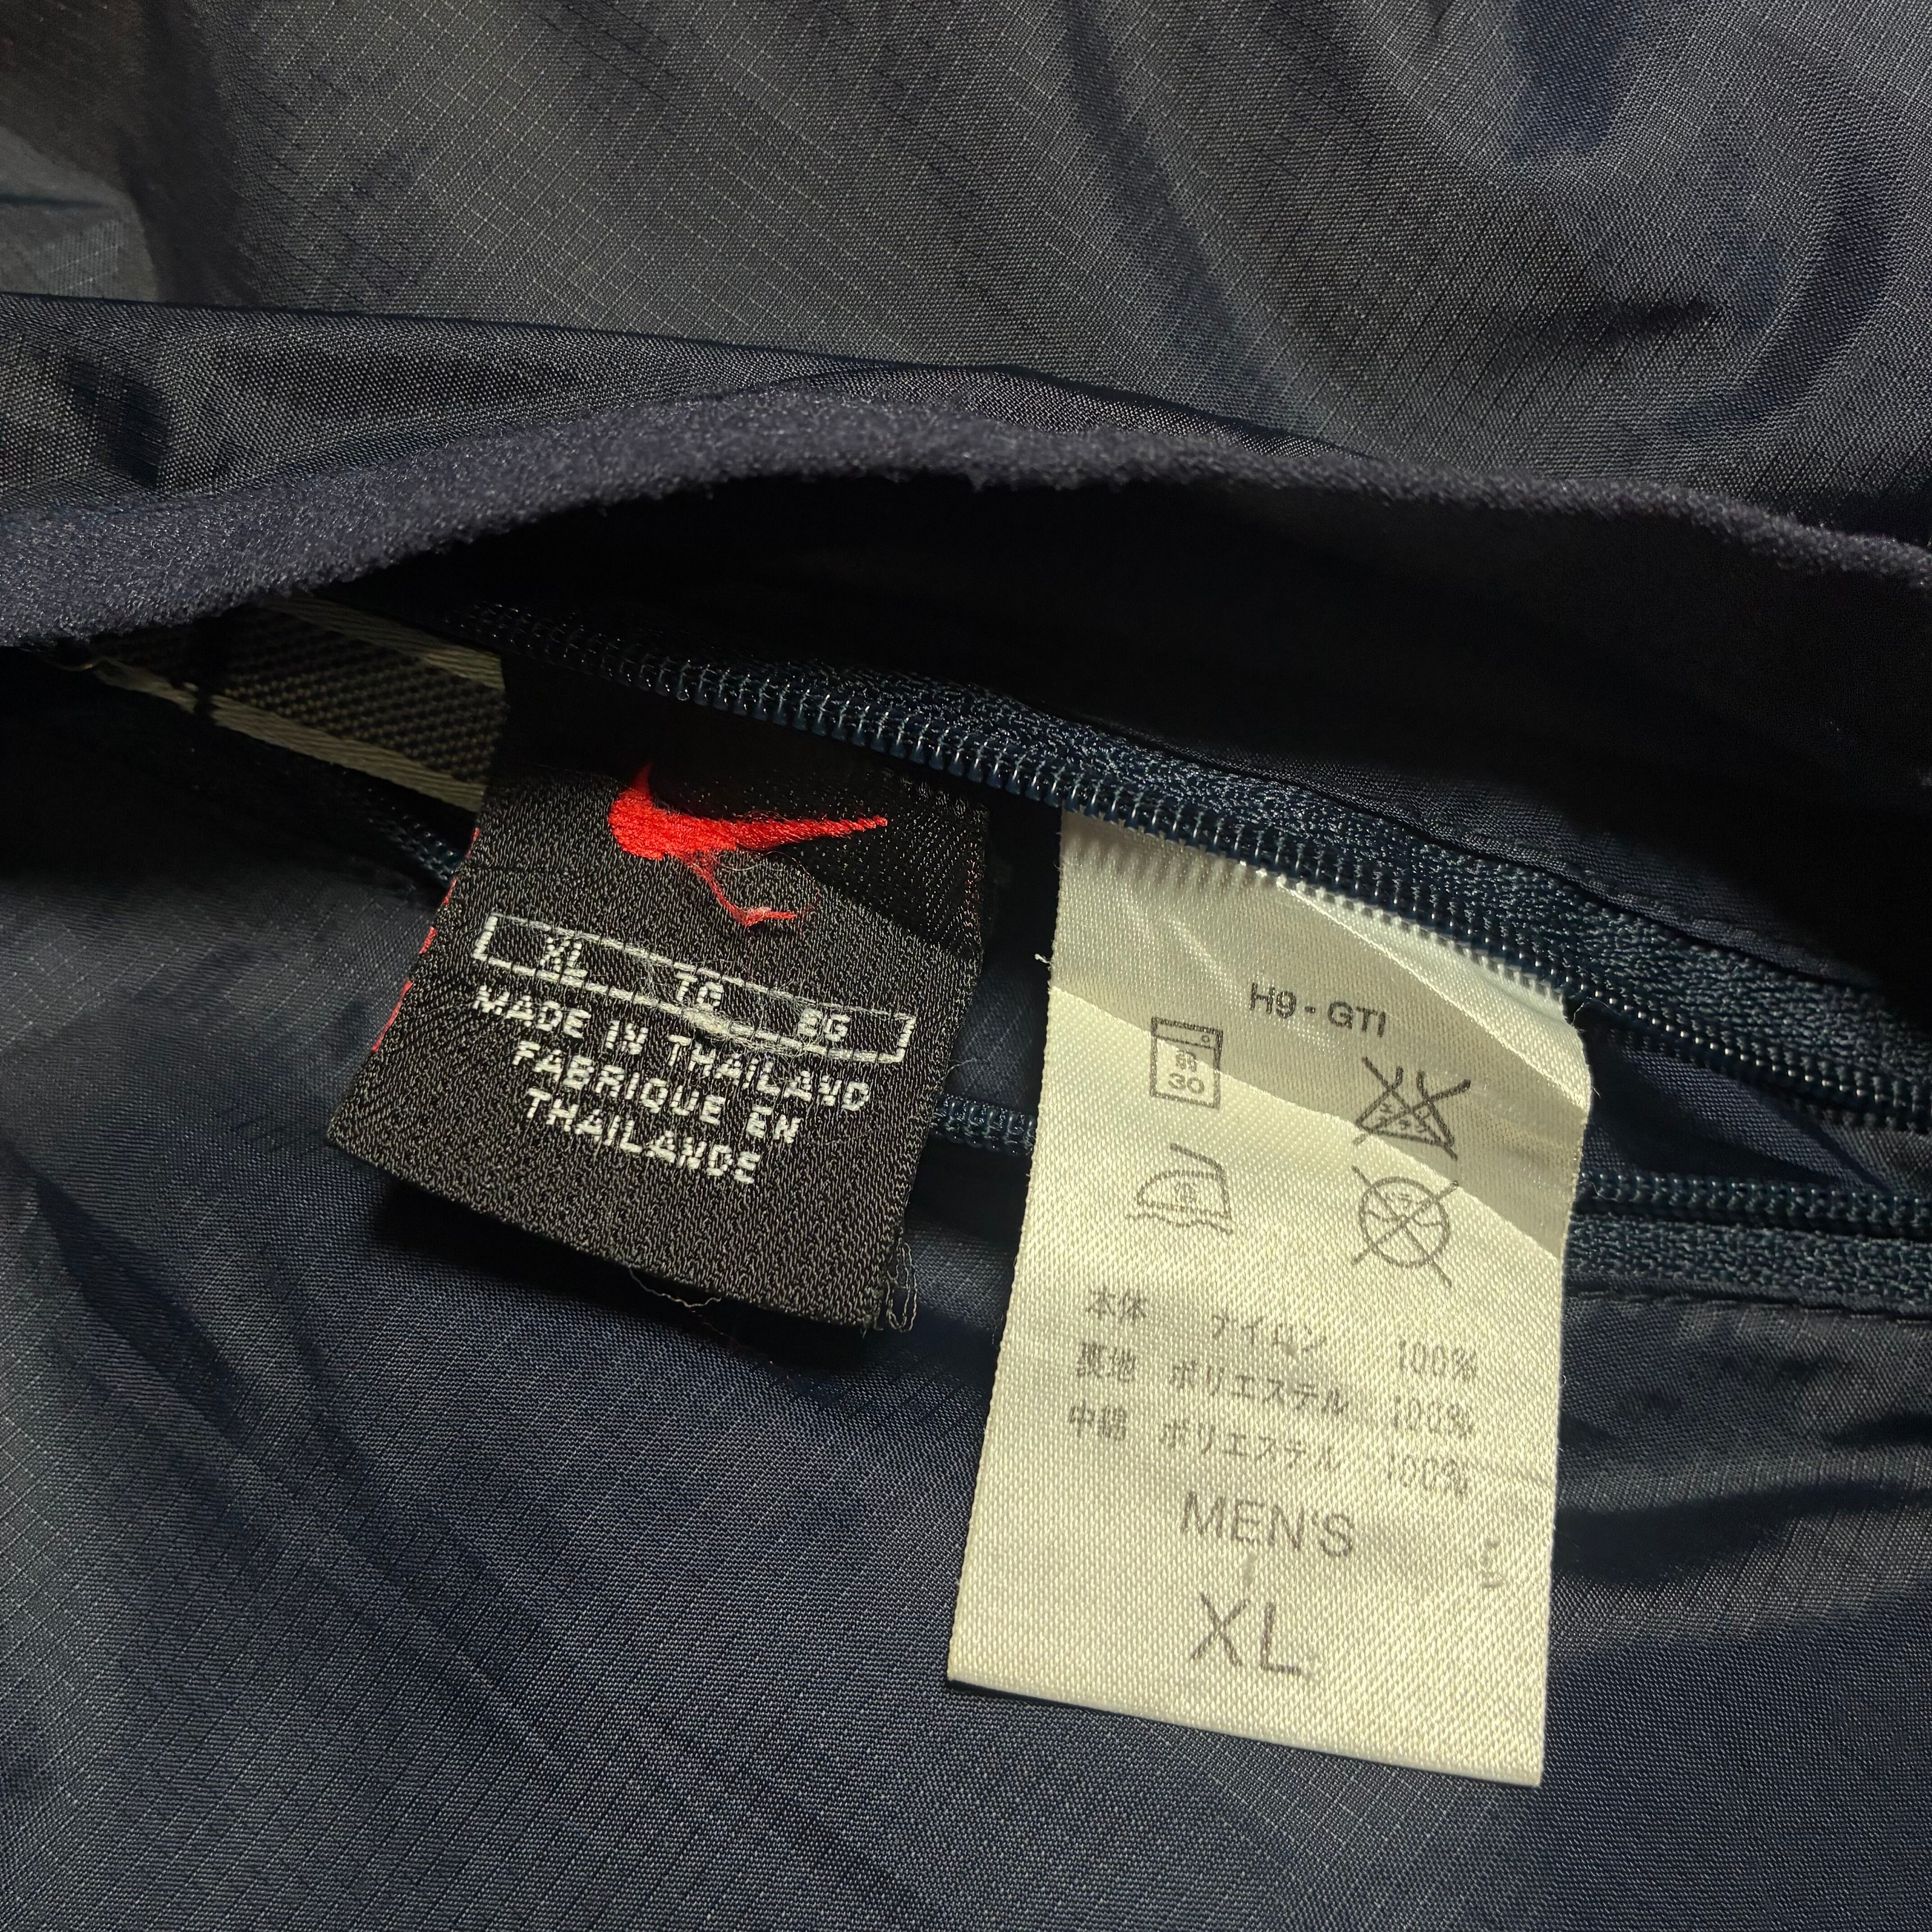 XL TG EG
MADE IN THAILAND
FABRIQUE EN
THAILANDE
H9 - GTI
30
本体 ナイロン 100%
裏地 ポリエステル 100%
中綿 ポリエステル 100%
MEN'S
XL